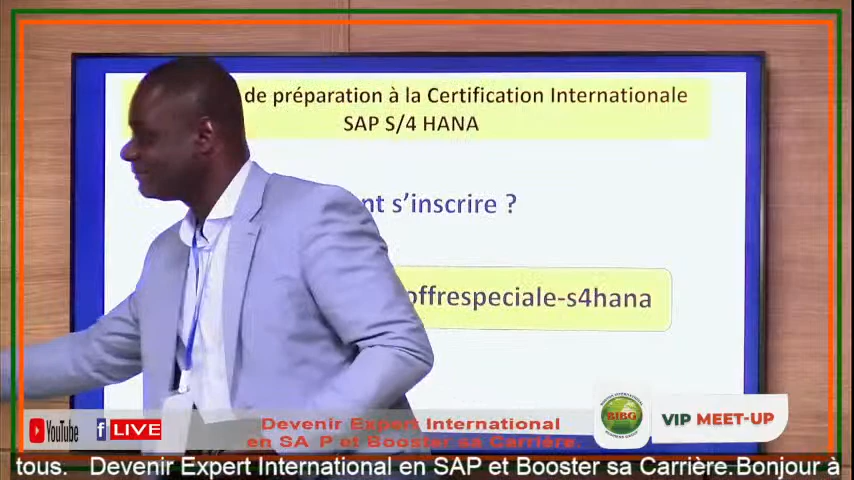 de préparation à la Certification Internationale
SAP S/4 HANA
nt s'inscrire ?
offrespeciale-s4hana
YouTube
f LIVE
Devenir Expert International
en SA P et Booster sa Carrière.
BIBG
VIP MEET-UP
tous. Devenir Expert International en SAP et Booster sa Carrière.Bonjour à